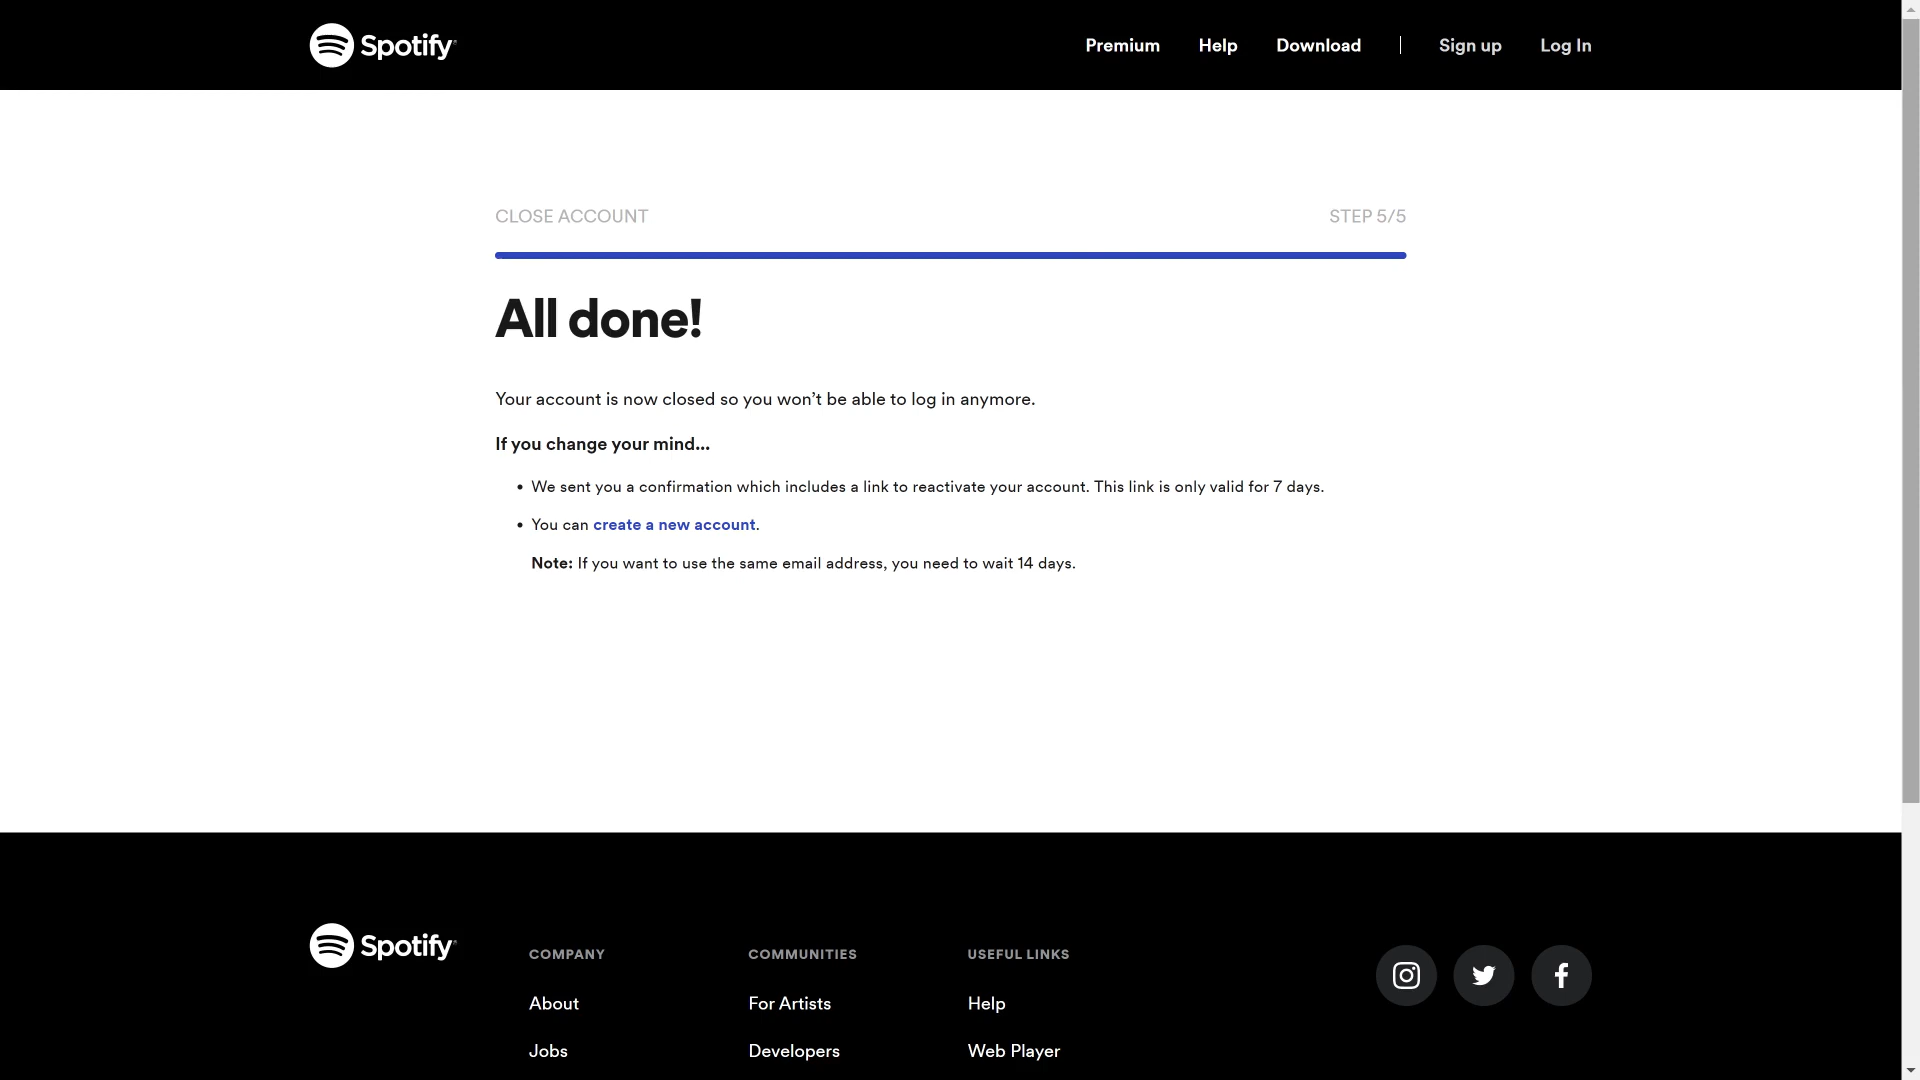 Spotify
Premium Help Download | Sign up Log In
CLOSE ACCOUNT STEP 5/5
All done!
Your account is now closed so you won’t be able to log in anymore.
If you change your mind...
• We sent you a confirmation which includes a link to reactivate your account. This link is only valid for 7 days.
• You can create a new account.
Note: If you want to use the same email address, you need to wait 14 days.
Spotify
COMPANY COMMUNITIES USEFUL LINKS
About For Artists Help
Jobs Developers Web Player